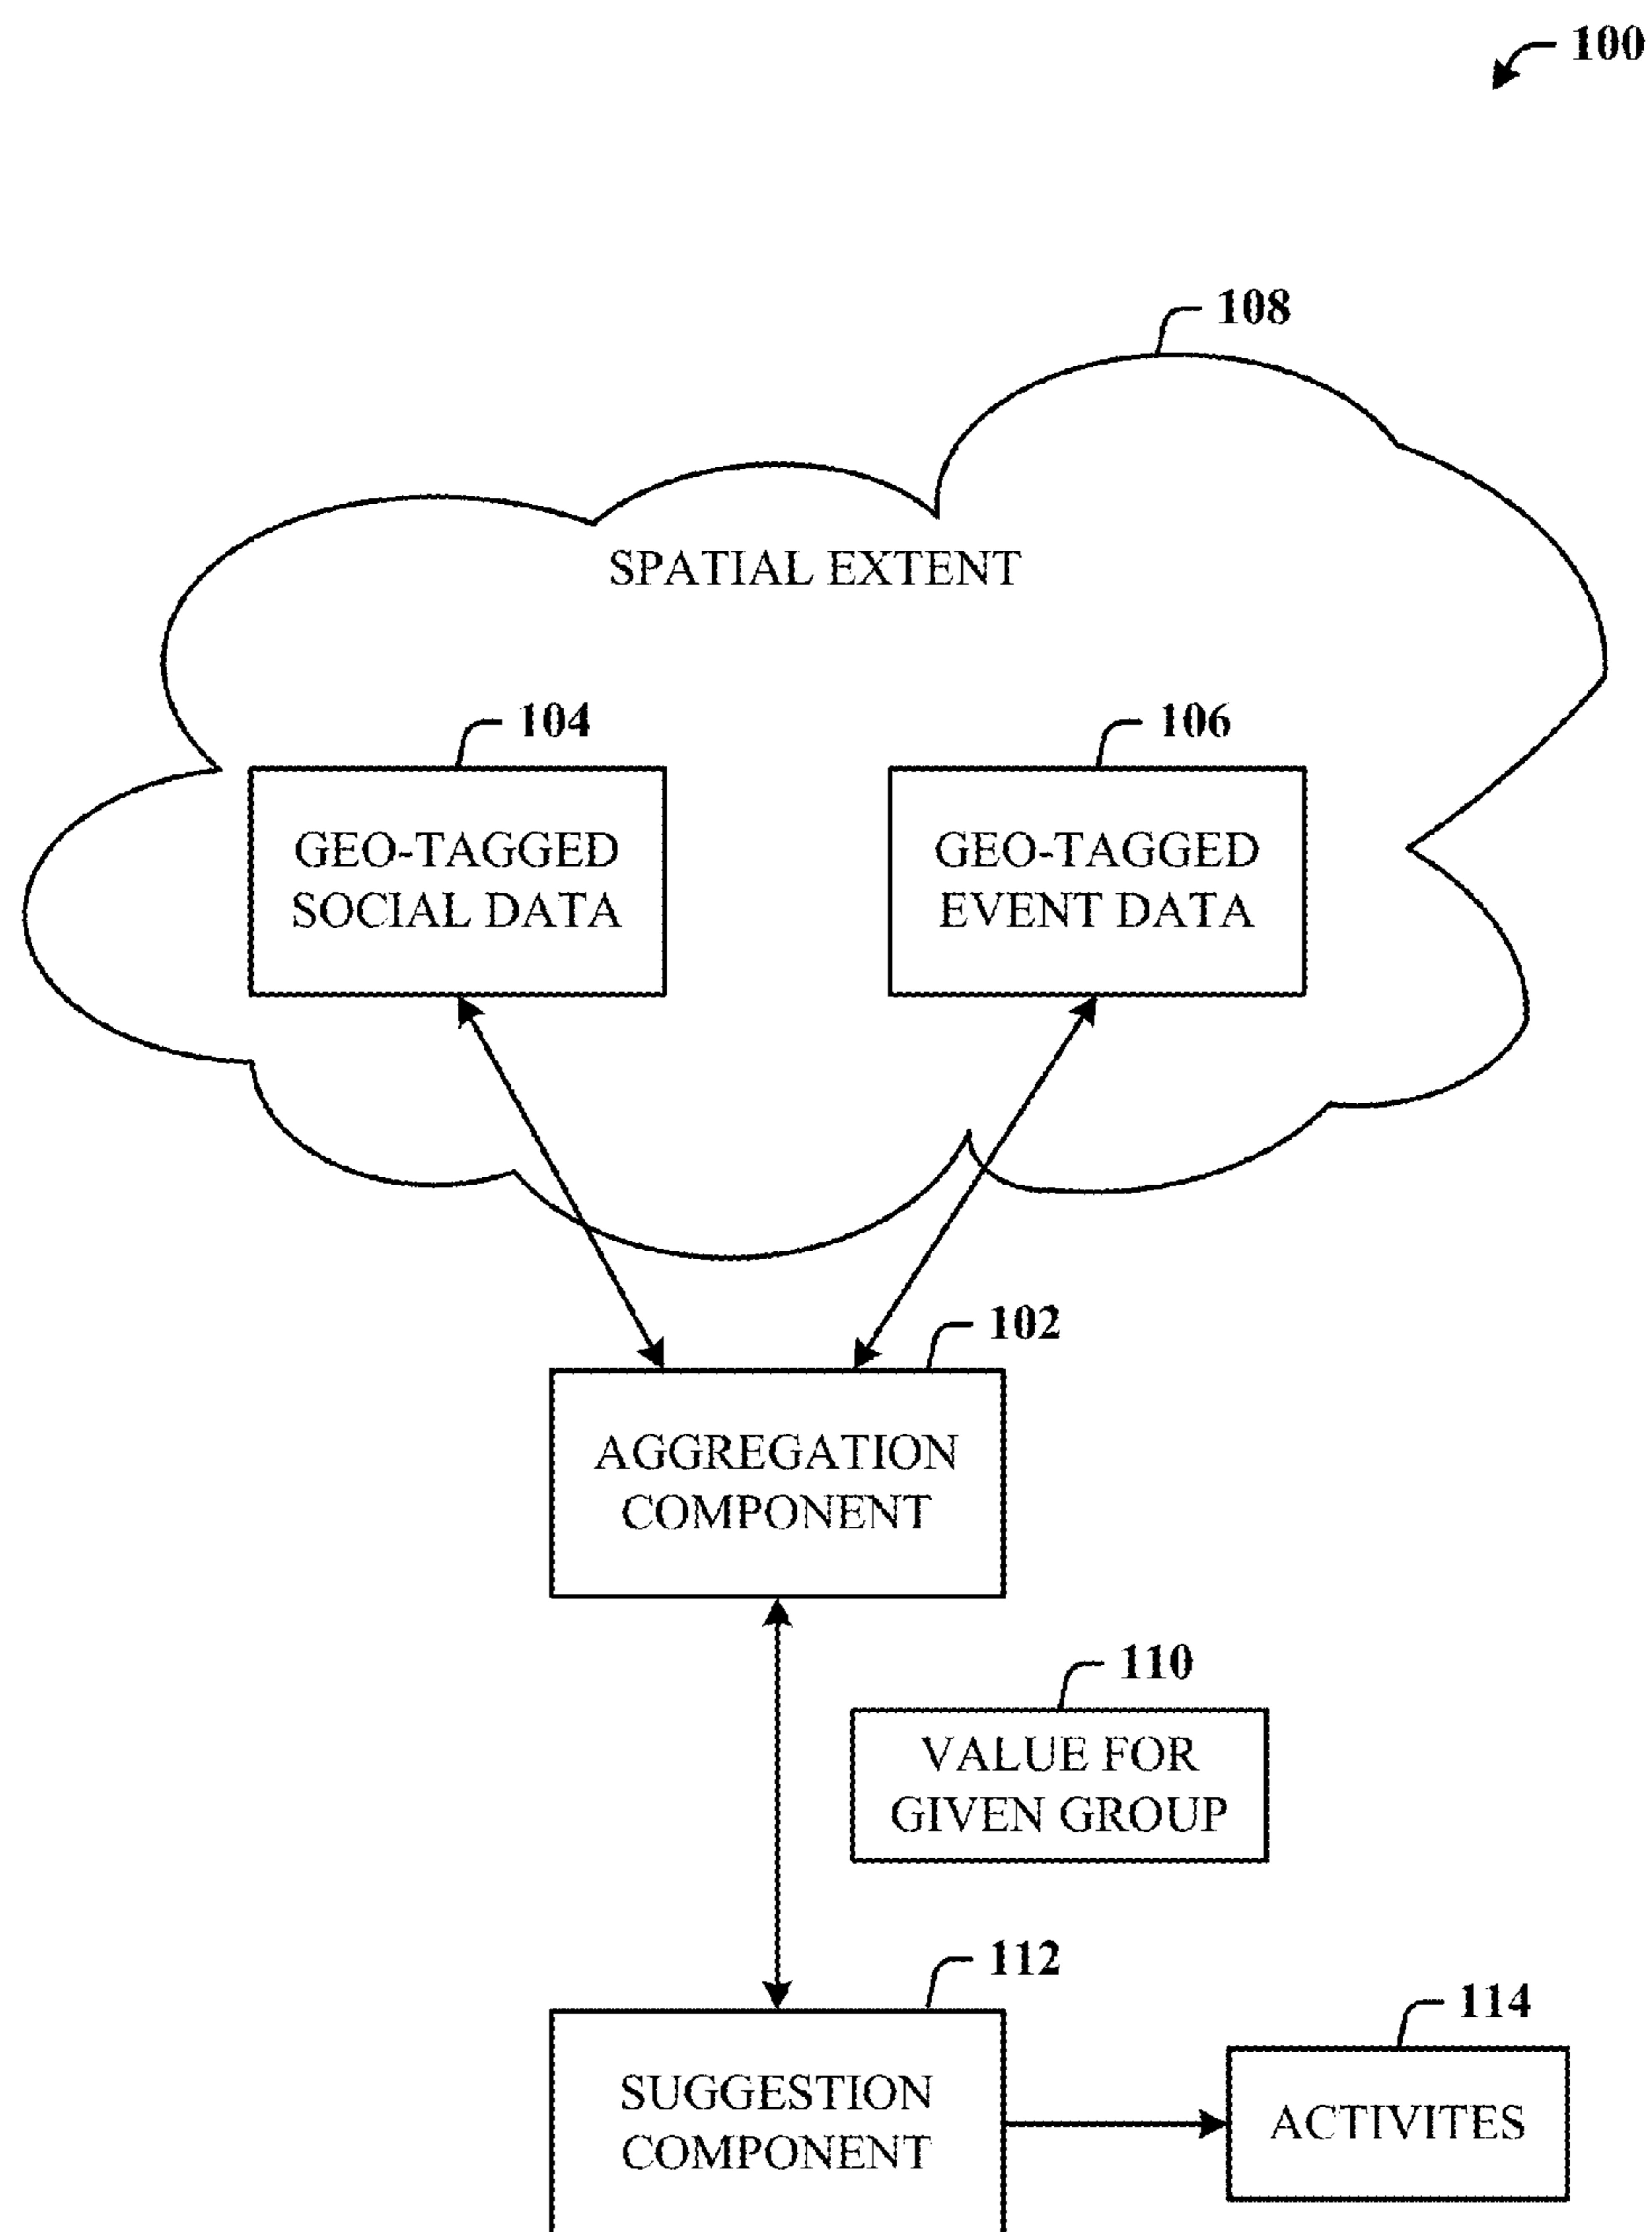 100
108
SPATIAL EXTENT
104
106
GEO-TAGGED
SOCIAL DATA
GEO-TAGGED
EVENT DATA
102
AGGREGATION
COMPONENT
110
VALUE FOR
GIVEN GROUP
112
114
SUGGESTION
COMPONENT
ACTIVITES